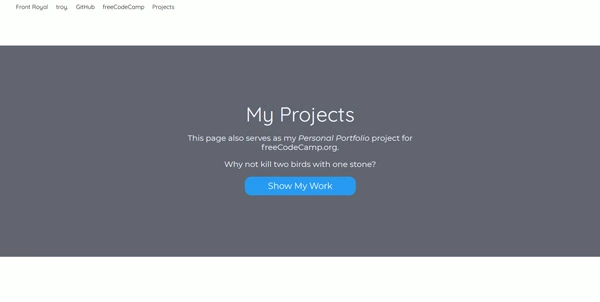 Front Royal troy. GitHub freeCodeCamp Projects
My Projects
This page also serves as my Personal Portfolio project for
freeCodeCamp.org.
Why not kill two birds with one stone?
Show My Work